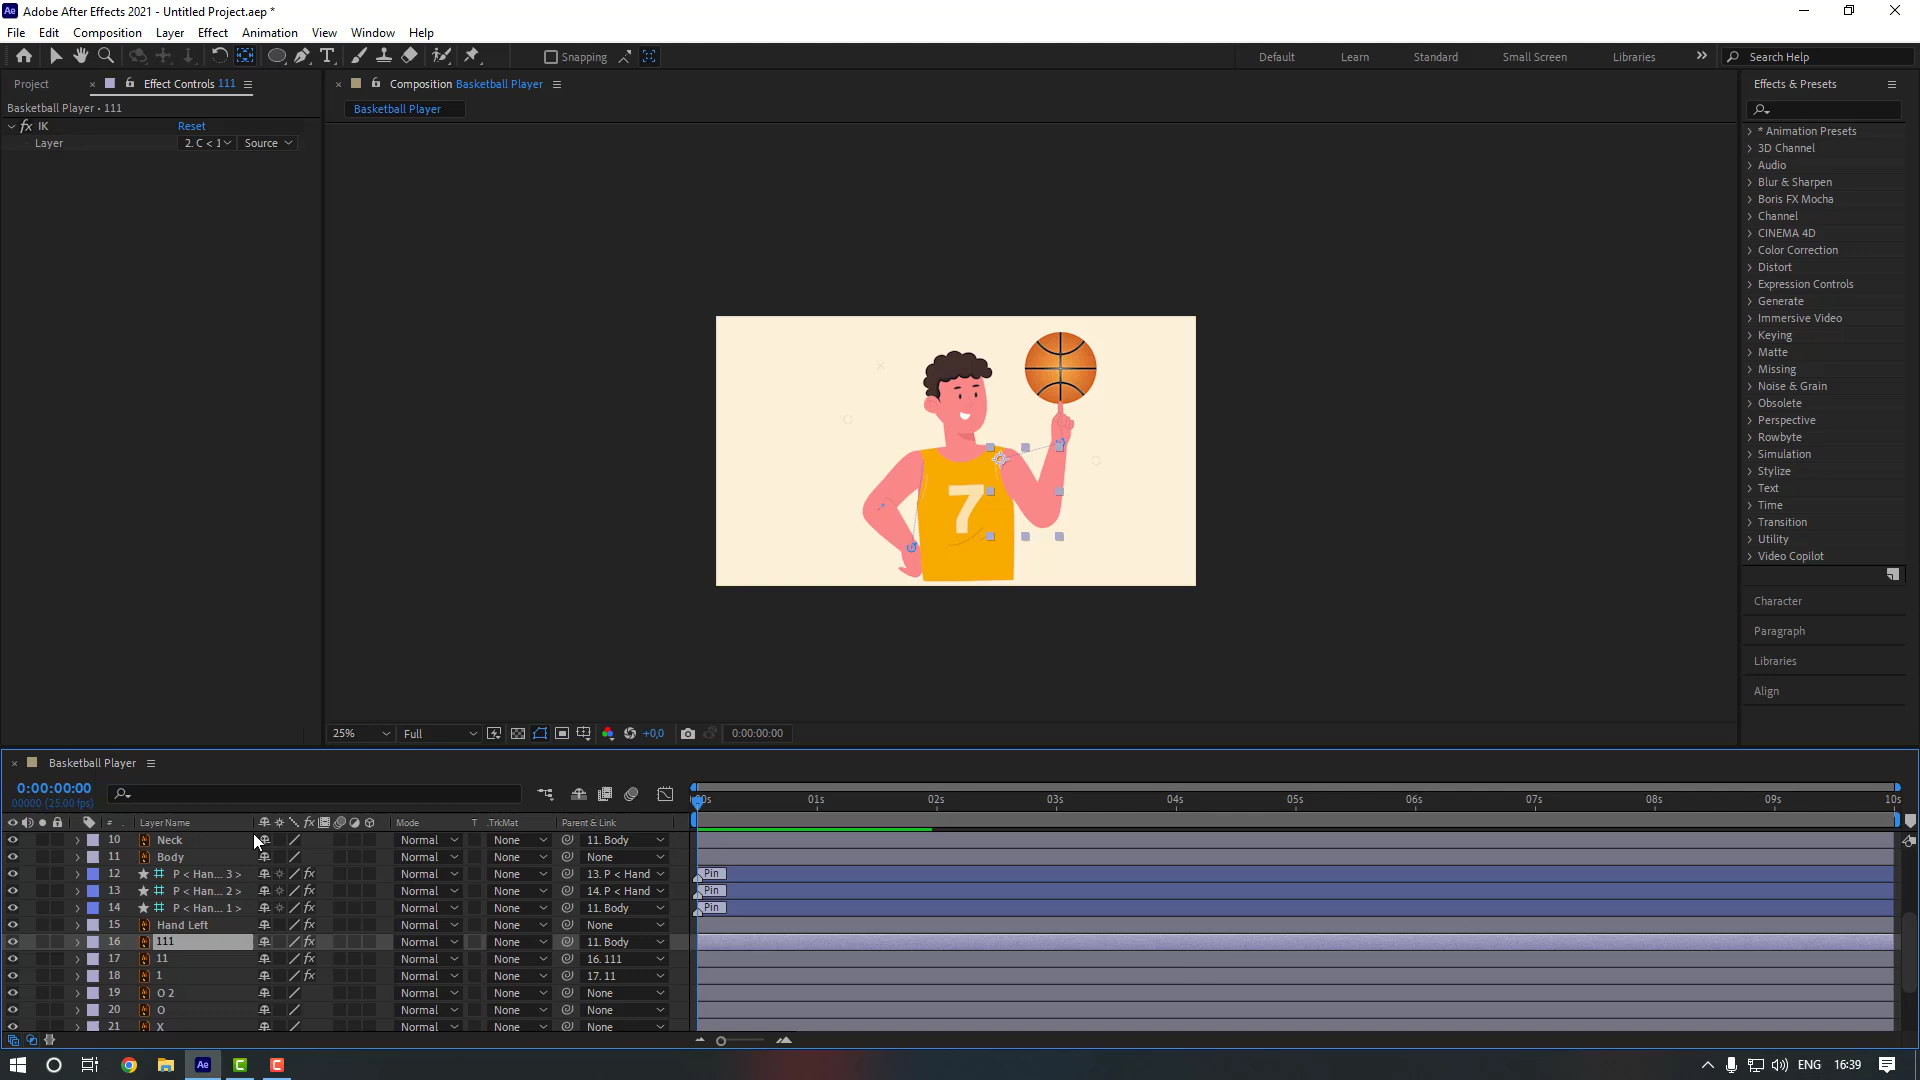 Adobe After Effects 2021 - Untitled Project.aep *
File Edit Composition Layer Effect Animation View Window Help
Snapping Default Learn Standard Small Screen Libraries Search Help
Project Effect Controls 111
Basketball Player • 111
fx IK Reset
Layer 2. C < 1 Source
Composition Basketball Player
Basketball Player
7
25% Full +0,0 0:00:00:00
Effects & Presets
* Animation Presets
3D Channel
Audio
Blur & Sharpen
Boris FX Mocha
Channel
CINEMA 4D
Color Correction
Distort
Expression Controls
Generate
Immersive Video
Keying
Matte
Missing
Noise & Grain
Obsolete
Perspective
Rowbyte
Simulation
Stylize
Text
Time
Transition
Utility
Video Copilot
Character
Paragraph
Libraries
Align
Basketball Player
0:00:00:00
00000 (25.00 fps)
00s 01s 02s 03s 04s 05s 06s 07s 08s 09s 10s
# Layer Name fx Mode T .TrkMat Parent & Link
10 Neck Normal None 11. Body
11 Body Normal None None
12 P < Han... 3 > fx Normal None 13. P < Hand Pin
13 P < Han... 2 > fx Normal None 14. P < Hand Pin
14 P < Han... 1 > fx Normal None 11. Body Pin
15 Hand Left Normal None None
16 111 fx Normal None 11. Body
17 11 fx Normal None 16. 111
18 1 fx Normal None 17. 11
19 O 2 Normal None None
20 O Normal None None
21 X Normal None None
Ae ENG 16:39